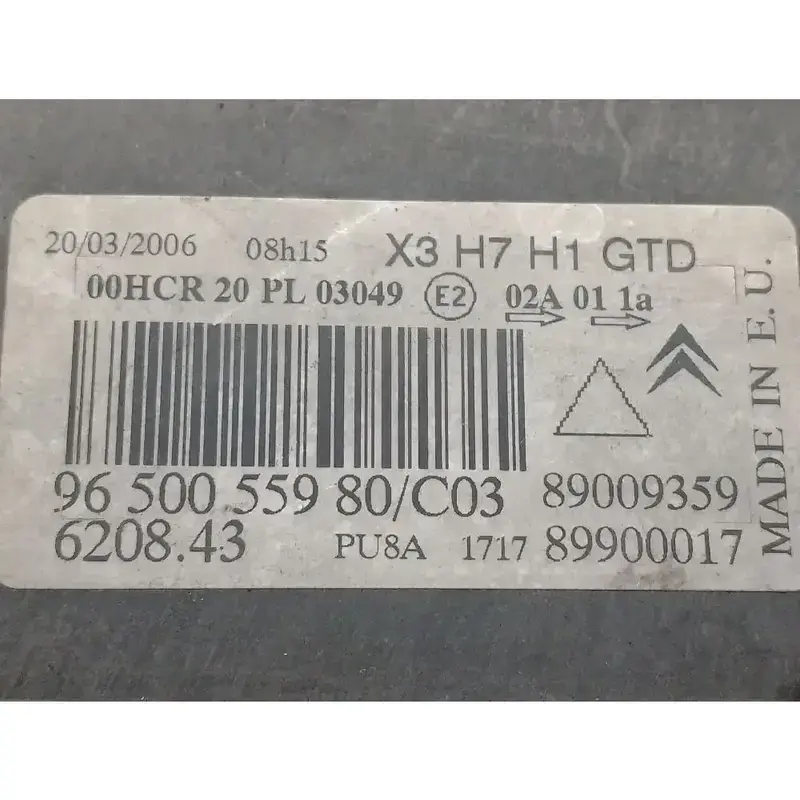 20/03/2006 08h15 X3 H7 H1 GTD
00HCR 20 PL 03049 E2 02A 01 1a
96 500 559 80/C03 89009359
6208.43 PU8A 1717 89900017
MADE IN E.U.